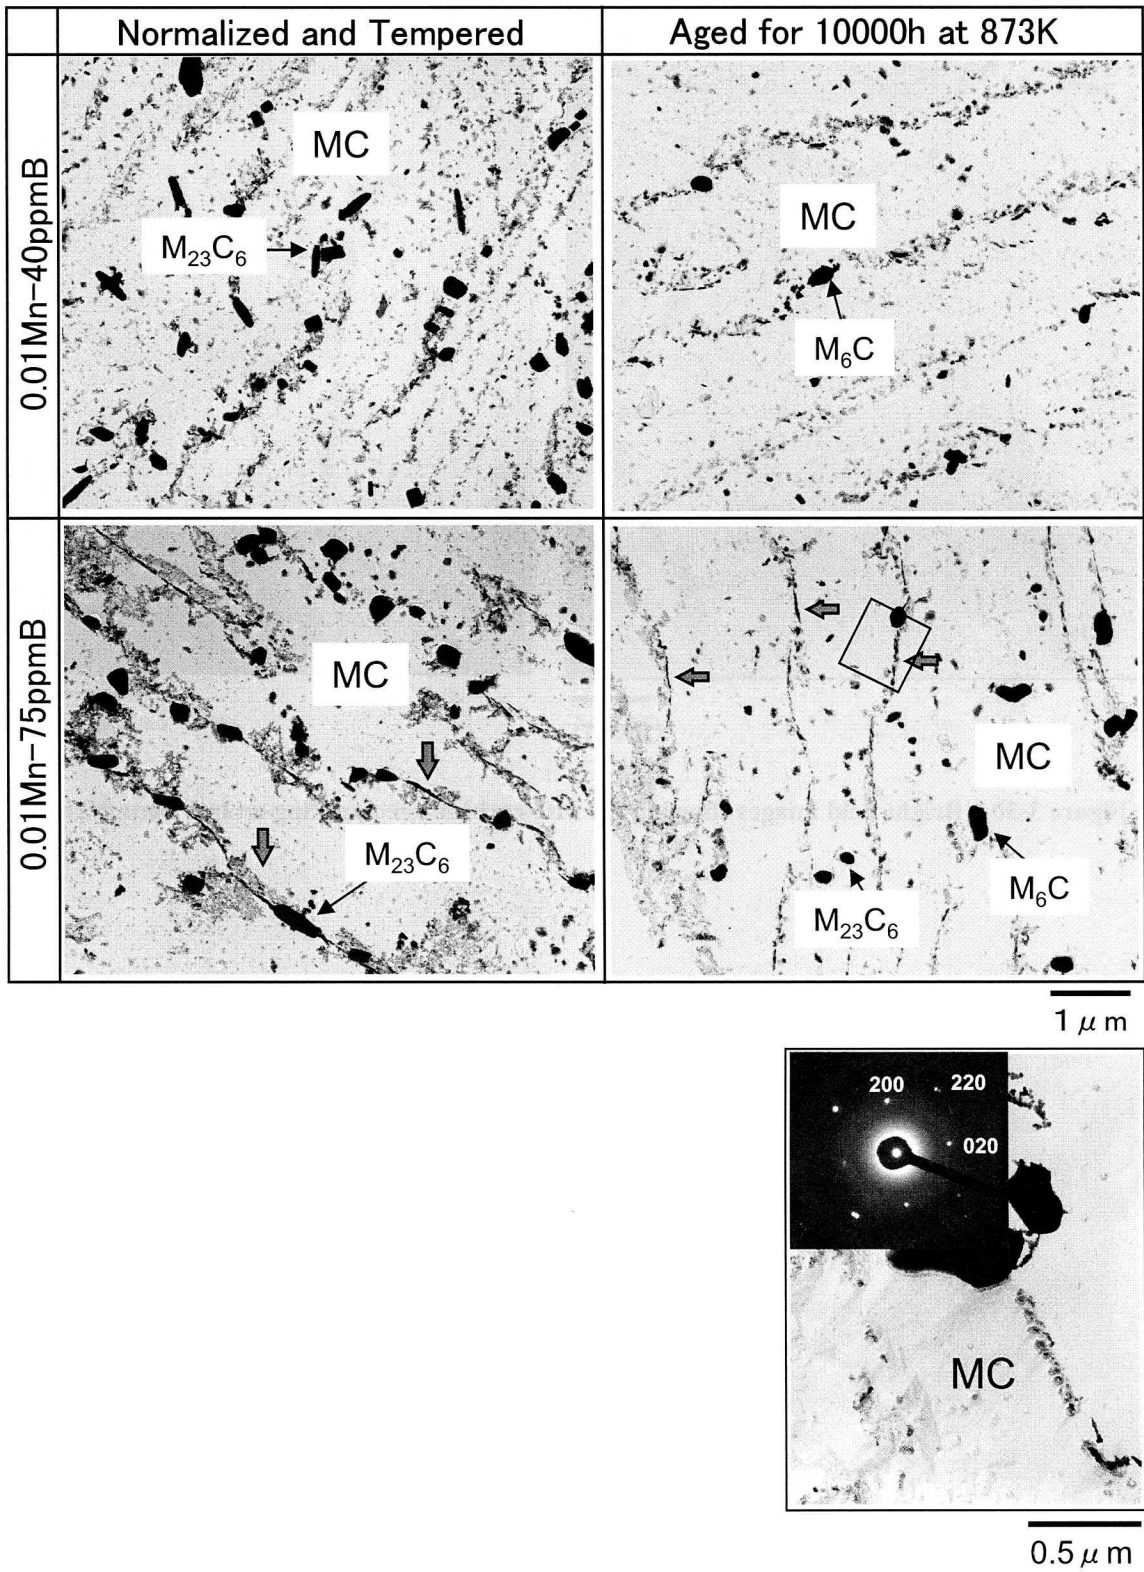 Normalized and Tempered
Aged for 10000h at 873K
0.01Mn-40ppmB
MC
M₂₃C₆
MC
M₆C
0.01Mn-75ppmB
MC
M₂₃C₆
MC
M₆C
M₂₃C₆
1 μm
200
220
020
MC
0.5 μm